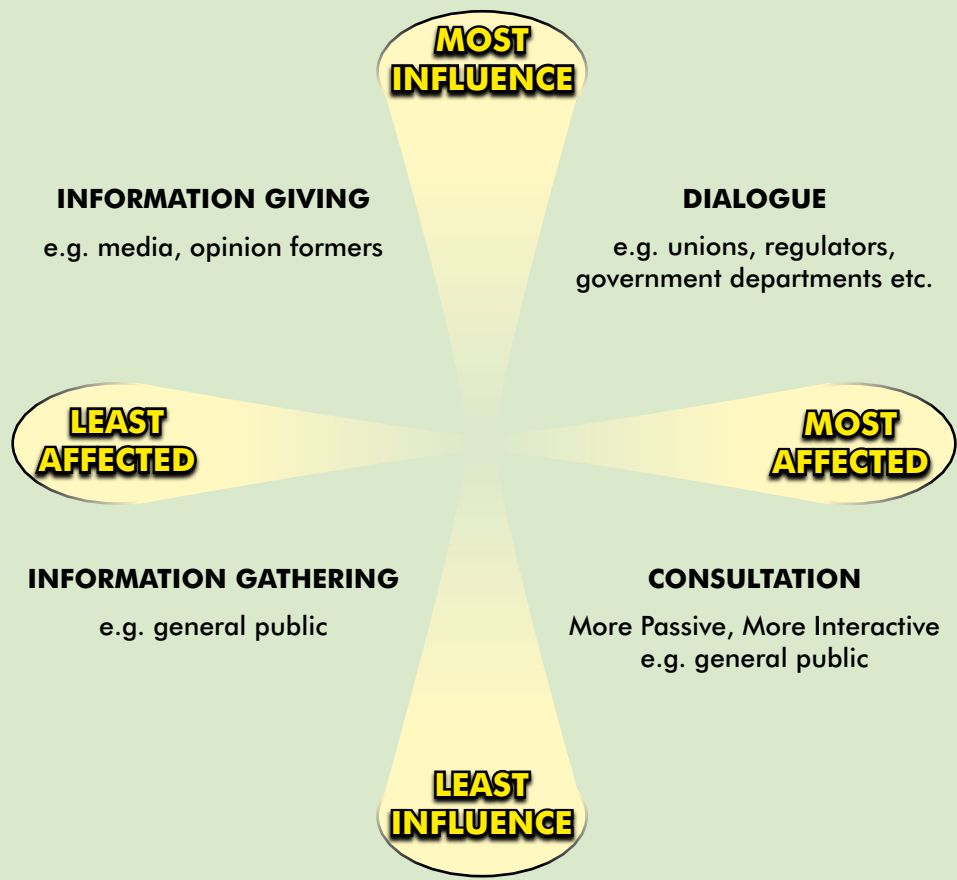 MOST
INFLUENCE
INFORMATION GIVING
e.g. media, opinion formers
DIALOGUE
e.g. unions, regulators,
government departments etc.
LEAST
AFFECTED
MOST
AFFECTED
INFORMATION GATHERING
e.g. general public
CONSULTATION
More Passive, More Interactive
e.g. general public
LEAST
INFLUENCE